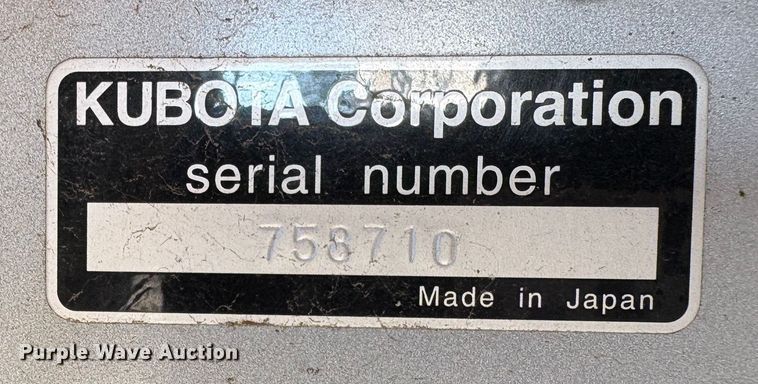 KUBOTA Corporation
serial number
758710
Made in Japan
Purple Wave Auction